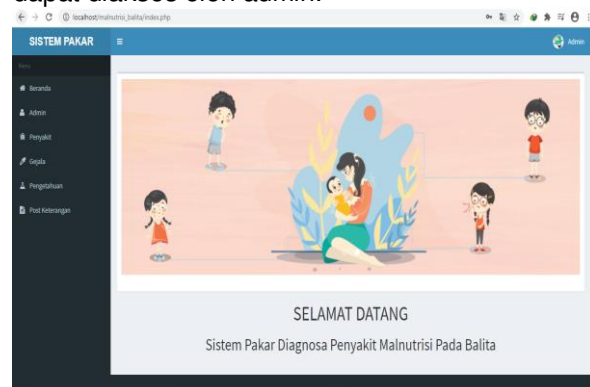 dapat diakses oleh admin.
localhost/malnutrisi_balita/index.php
SISTEM PAKAR
Admin
Menu
Beranda
Admin
Penyakit
Gejala
Pengetahuan
Post Keterangan
SELAMAT DATANG
Sistem Pakar Diagnosa Penyakit Malnutrisi Pada Balita